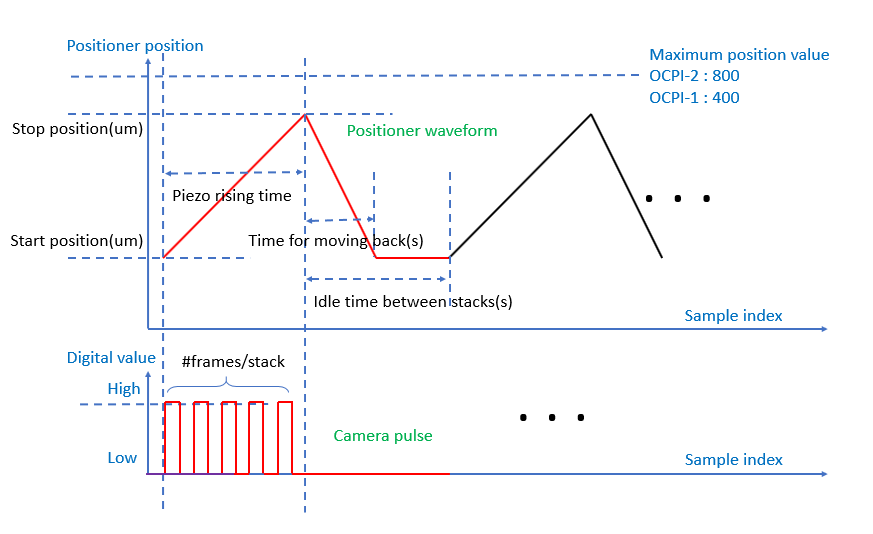 Positioner position
Maximum position value
OCPI-2 : 800
OCPI-1 : 400
Stop position(um)
Positioner waveform
Piezo rising time
Start position(um)
Time for moving back(s)
Idle time between stacks(s)
Sample index
Digital value
#frames/stack
High
Camera pulse
Low
Sample index